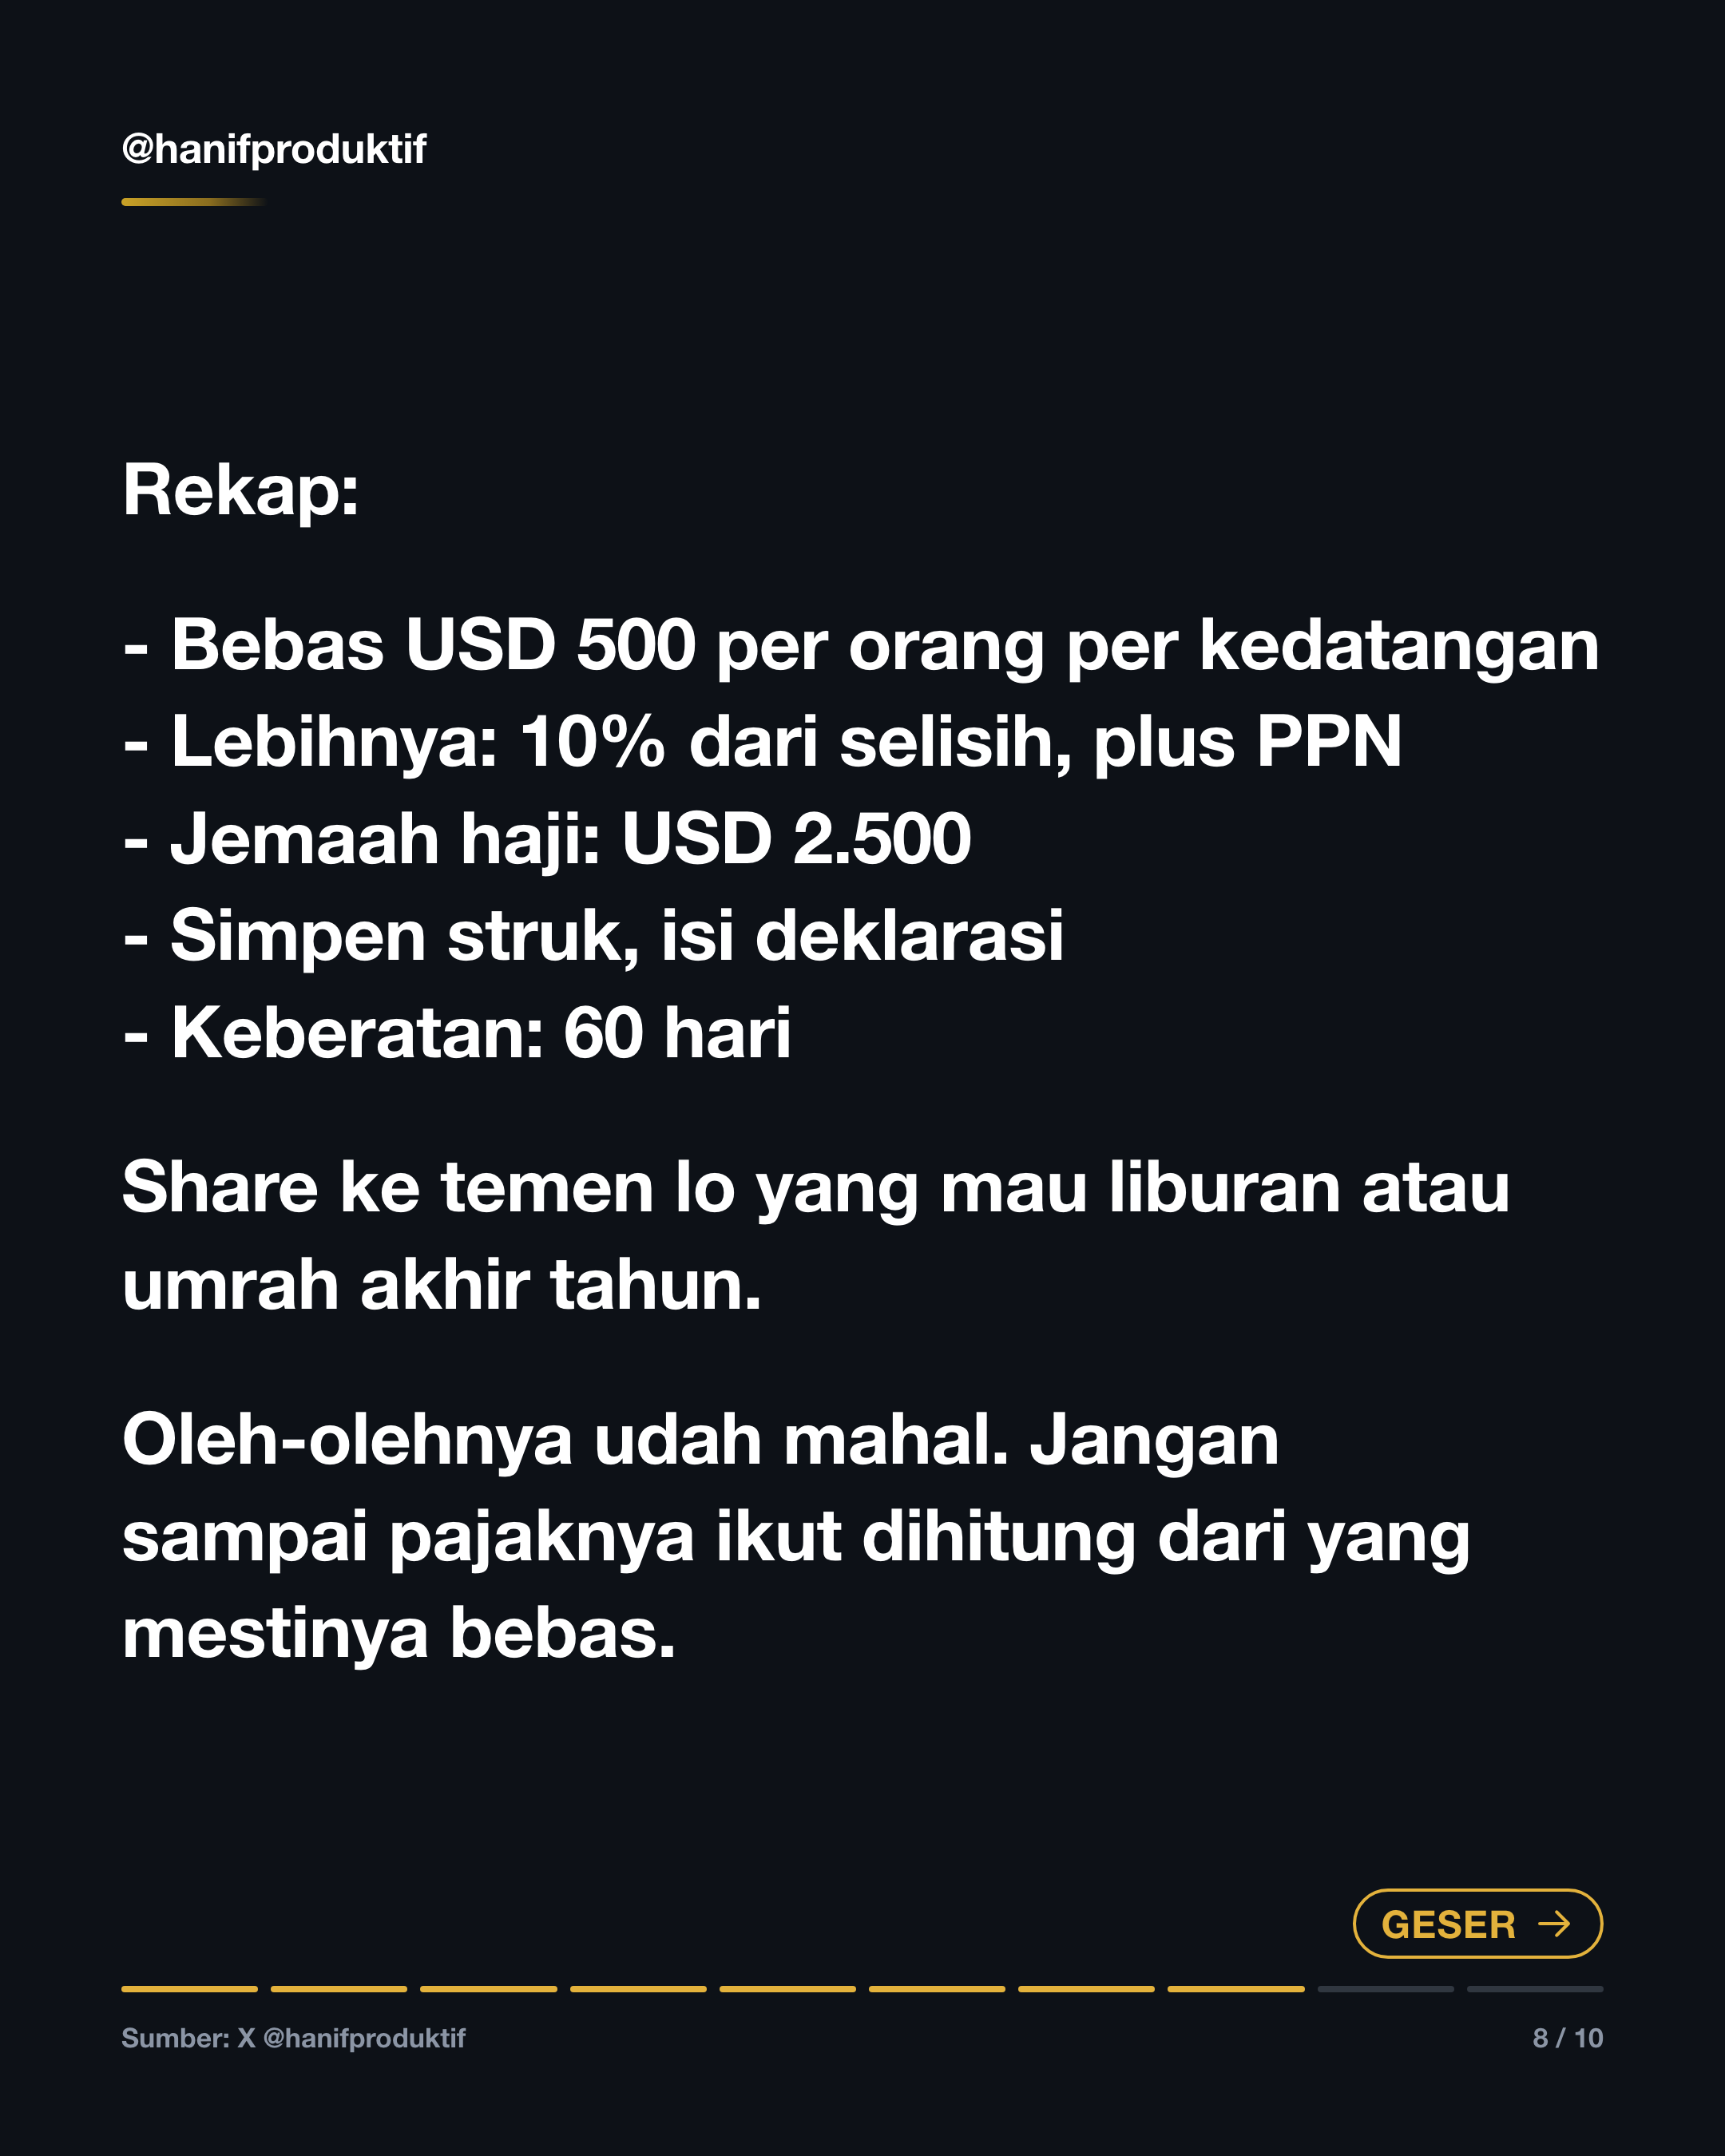 @hanifproduktif
Rekap:
- Bebas USD 500 per orang per kedatangan
- Lebihnya: 10% dari selisih, plus PPN
- Jemaah haji: USD 2.500
- Simpen struk, isi deklarasi
- Keberatan: 60 hari
Share ke temen lo yang mau liburan atau
umrah akhir tahun.
Oleh-olehnya udah mahal. Jangan
sampai pajaknya ikut dihitung dari yang
mestinya bebas.
GESER →
Sumber: X @hanifproduktif
8 / 10